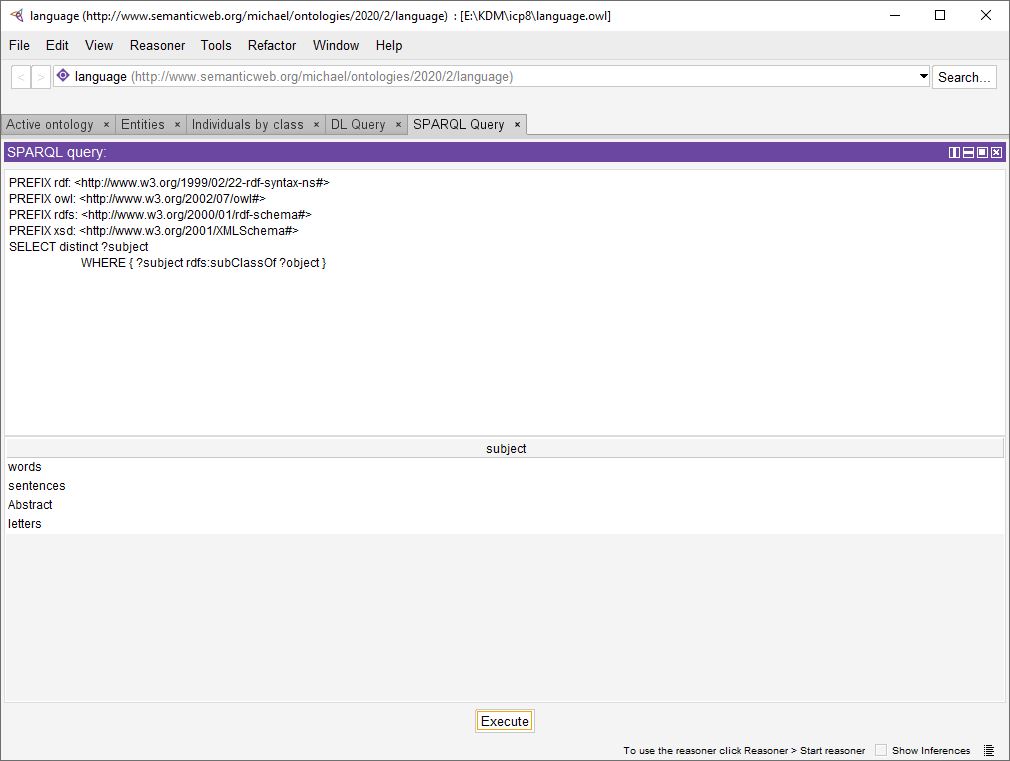 language (http://www.semanticweb.org/michael/ontologies/2020/2/language) : [E:\KDM\icp8\language.owl]
File Edit View Reasoner Tools Refactor Window Help
< > language (http://www.semanticweb.org/michael/ontologies/2020/2/language) Search...
Active ontology × Entities × Individuals by class × DL Query × SPARQL Query ×
SPARQL query:
PREFIX rdf: <http://www.w3.org/1999/02/22-rdf-syntax-ns#>
PREFIX owl: <http://www.w3.org/2002/07/owl#>
PREFIX rdfs: <http://www.w3.org/2000/01/rdf-schema#>
PREFIX xsd: <http://www.w3.org/2001/XMLSchema#>
SELECT distinct ?subject
WHERE { ?subject rdfs:subClassOf ?object }
subject
words
sentences
Abstract
letters
Execute
To use the reasoner click Reasoner > Start reasoner Show Inferences